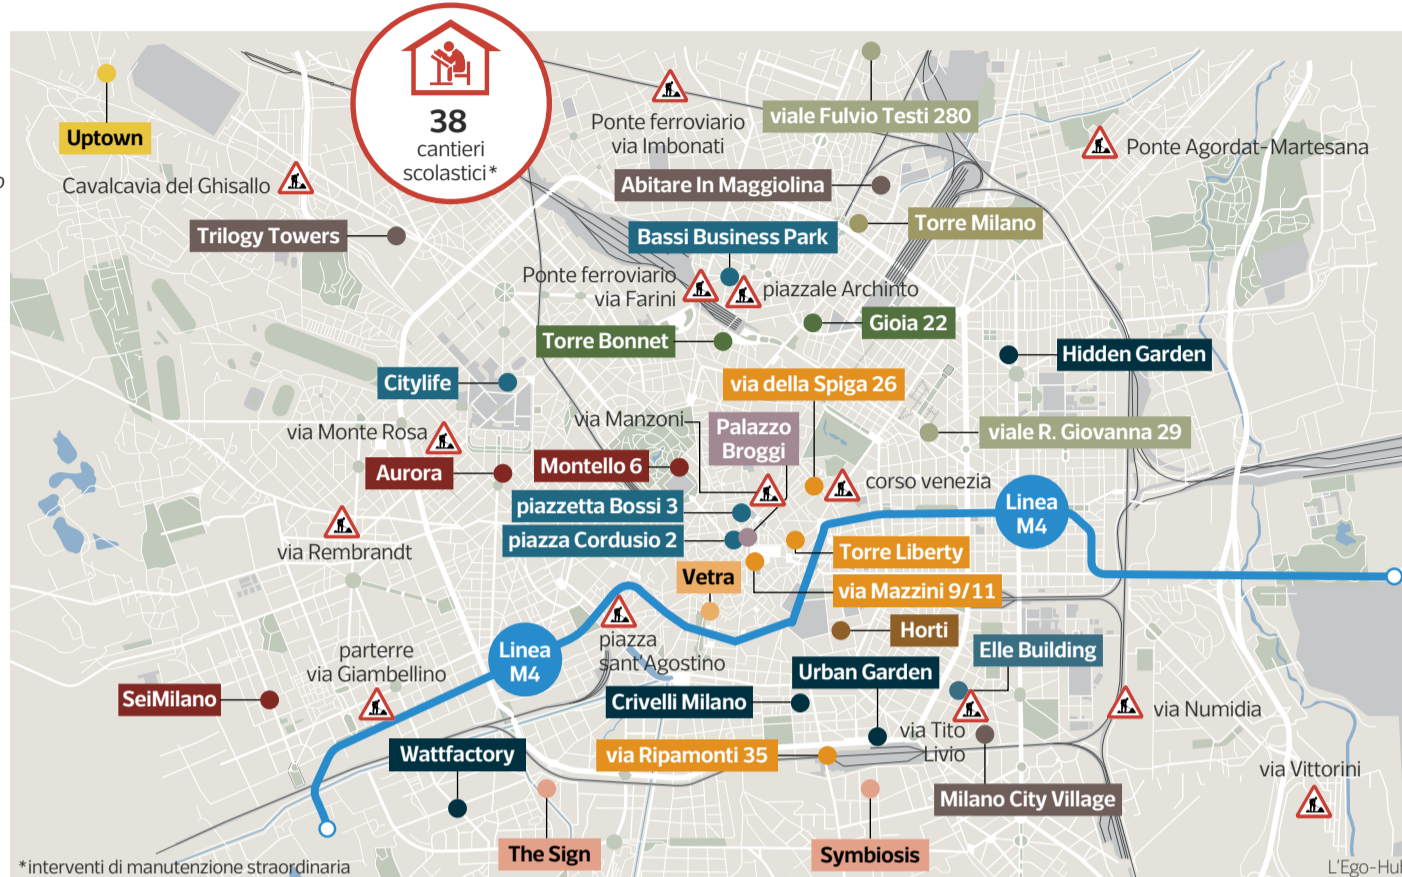 38
cantieri
scolastici*
Ponte ferroviario
via Imbonati
viale Fulvio Testi 280
Uptown
Ponte Agordat-Martesana
Cavalcavia del Ghisallo
Abitare In Maggiolina
Trilogy Towers
Bassi Business Park
Torre Milano
Ponte ferroviario
via Farini
piazzale Archinto
Gioia 22
Torre Bonnet
Hidden Garden
Citylife
via della Spiga 26
via Manzoni
via Monte Rosa
Palazzo
Broggi
viale R. Giovanna 29
Aurora
Montello 6
corso venezia
piazzetta Bossi 3
Linea
M4
via Rembrandt
piazza Cordusio 2
Torre Liberty
Vetra
via Mazzini 9/11
Horti
piazza
sant'Agostino
Linea
M4
parterre
via Giambellino
Elle Building
Urban Garden
SeiMilano
Crivelli Milano
via Numidia
via Tito
Livio
Wattfactory
via Ripamonti 35
via Vittorini
Milano City Village
The Sign
Symbiosis
*interventi di manutenzione straordinaria
L'Ego-Hub